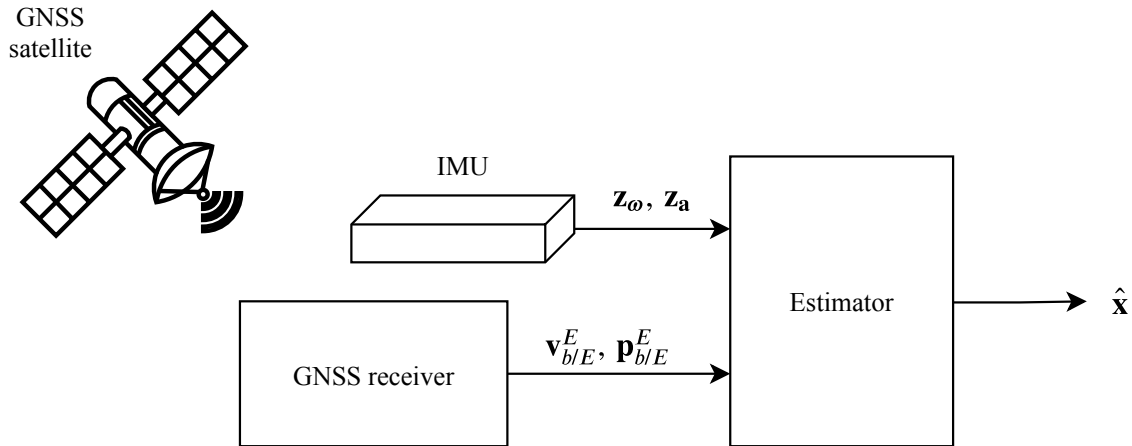 GNSS
satellite
IMU
𝐳_𝛚, 𝐳_𝐚
Estimator
x̂
𝐯^E_{b/E}, 𝐩^E_{b/E}
GNSS receiver